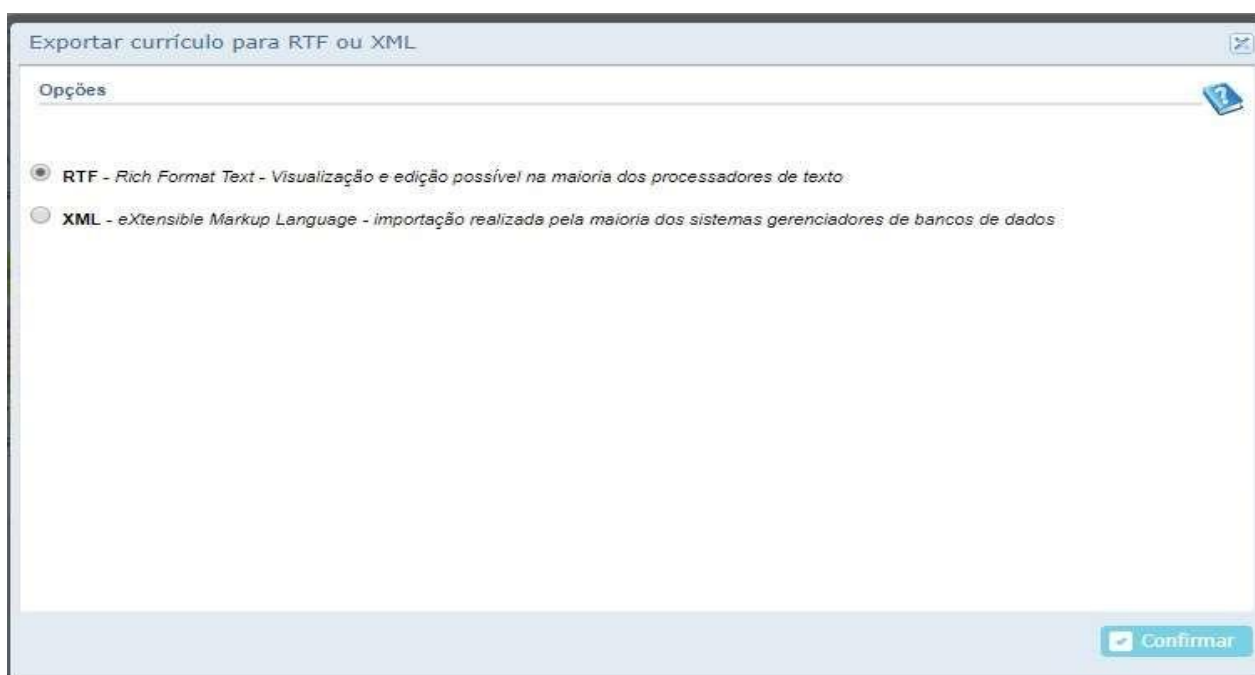 Exportar currículo para RTF ou XML
Opções
RTF - Rich Format Text - Visualização e edição possível na maioria dos processadores de texto
XML - eXtensible Markup Language - importação realizada pela maioria dos sistemas gerenciadores de bancos de dados
Confirmar